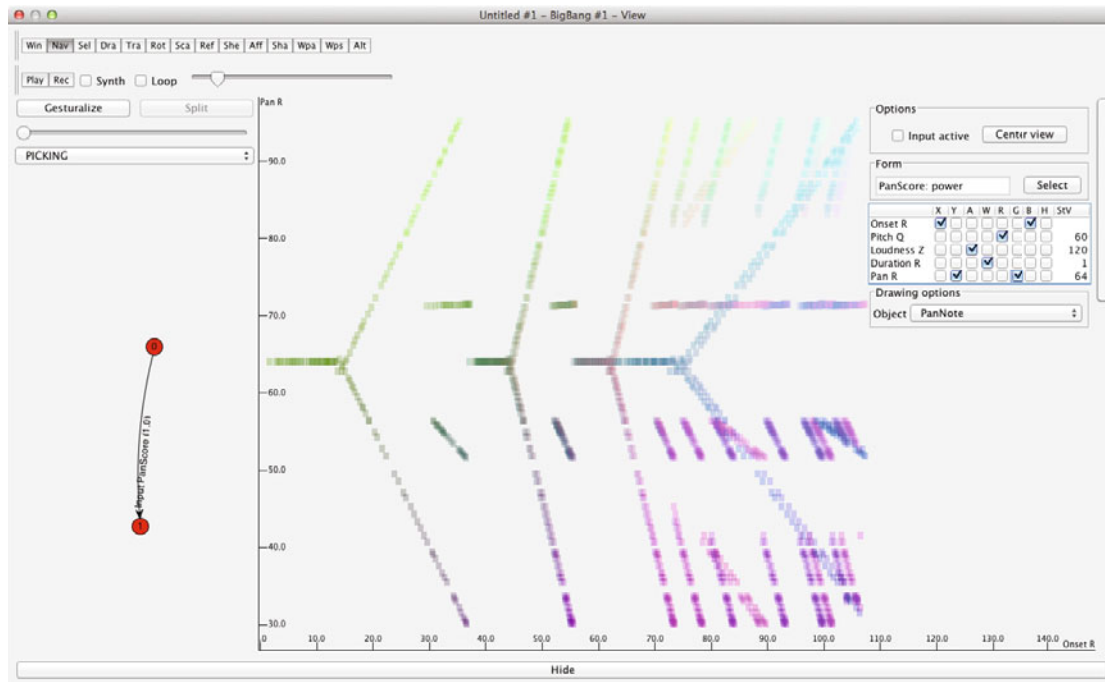 Untitled #1 – BigBang #1 – View
Win Nav Sel Dra Tra Rot Sca Ref She Aff Sha Wpa Wps Alt
Play Rec Synth Loop
Gesturalize Split
PICKING
0
Input PanScore (1.0)
1
Pan R
90.0
80.0
70.0
60.0
50.0
40.0
30.0
0 10.0 20.0 30.0 40.0 50.0 60.0 70.0 80.0 90.0 100.0 110.0 120.0 130.0 140.0 Onset R
Options
Input active Center view
Form
PanScore: power Select
X Y A W R G B H StV
Onset R
Pitch Q 60
Loudness Z 120
Duration R 1
Pan R 64
Drawing options
Object PanNote
Hide